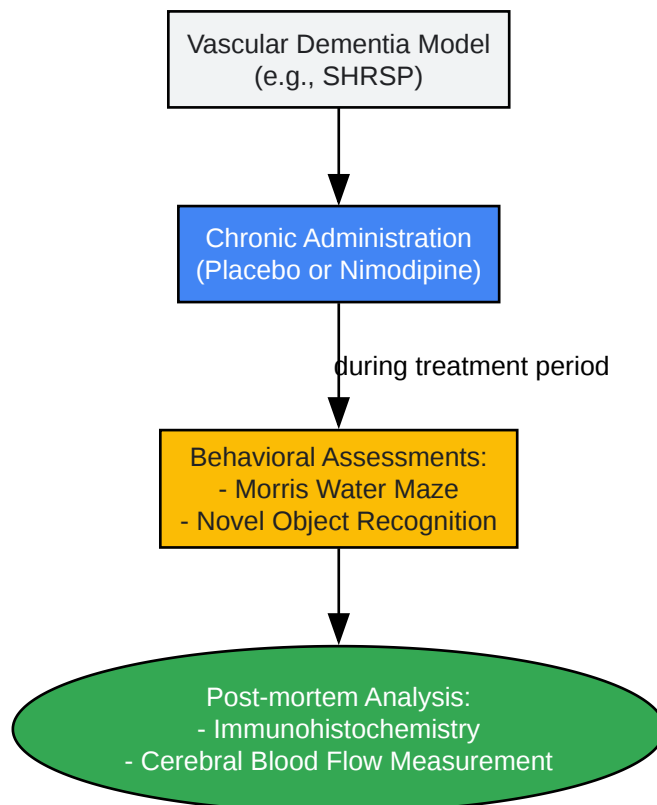 Vascular Dementia Model
(e.g., SHRSP)
Chronic Administration
(Placebo or Nimodipine)
during treatment period
Behavioral Assessments:
- Morris Water Maze
- Novel Object Recognition
Post-mortem Analysis:
- Immunohistochemistry
- Cerebral Blood Flow Measurement